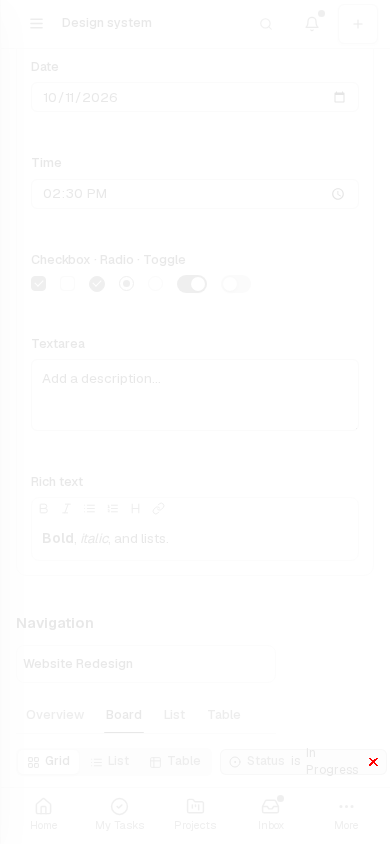 Design system
Date
10/11/2026
Time
02:30 PM
Checkbox · Radio · Toggle
Textarea
Add a description...
Rich text
B I H
Bold, italic, and lists.
Navigation
Website Redesign
Overview Board List Table
Grid List Table Status is In Progress
Home My Tasks Projects Inbox More